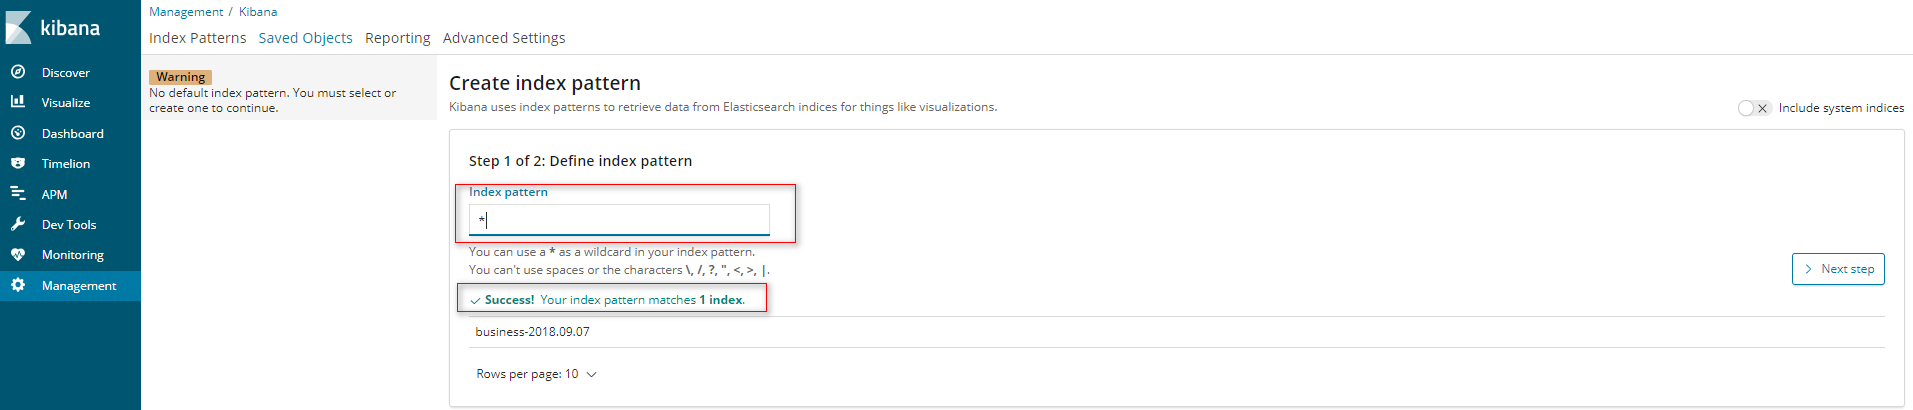 kibana
Discover
Visualize
Dashboard
Timelion
APM
Dev Tools
Monitoring
Management
Management / Kibana
Index Patterns Saved Objects Reporting Advanced Settings
Warning
No default index pattern. You must select or
create one to continue.
Create index pattern
Kibana uses index patterns to retrieve data from Elasticsearch indices for things like visualizations.
Include system indices
Step 1 of 2: Define index pattern
Index pattern
*
You can use a * as a wildcard in your index pattern.
You can't use spaces or the characters \, /, ?, ", <, >, |.
Next step
Success! Your index pattern matches 1 index.
business-2018.09.07
Rows per page: 10